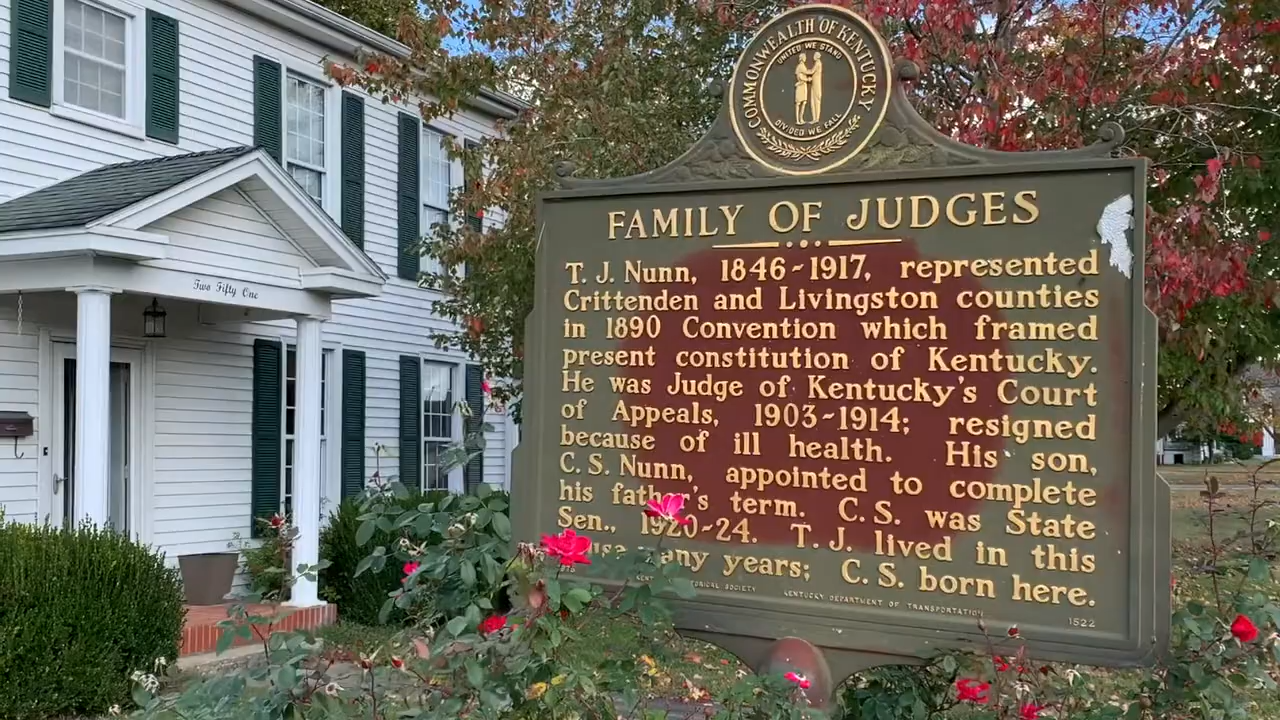 COMMONWEALTH OF KENTUCKY
UNITED WE STAND
DIVIDED WE FALL
FAMILY OF JUDGES
T. J. Nunn, 1846~1917, represented
Crittenden and Livingston counties
in 1890 Convention which framed
present constitution of Kentucky.
He was Judge of Kentucky's Court
of Appeals, 1903~1914; resigned
because of ill health. His son,
C. S. Nunn, appointed to complete
his father's term. C. S. was State
Sen., 1920~24. T. J. lived in this
many years; C. S. born here.
KENTUCKY DEPARTMENT OF TRANSPORTATION
SOCIETY
1522
Two Fifty One